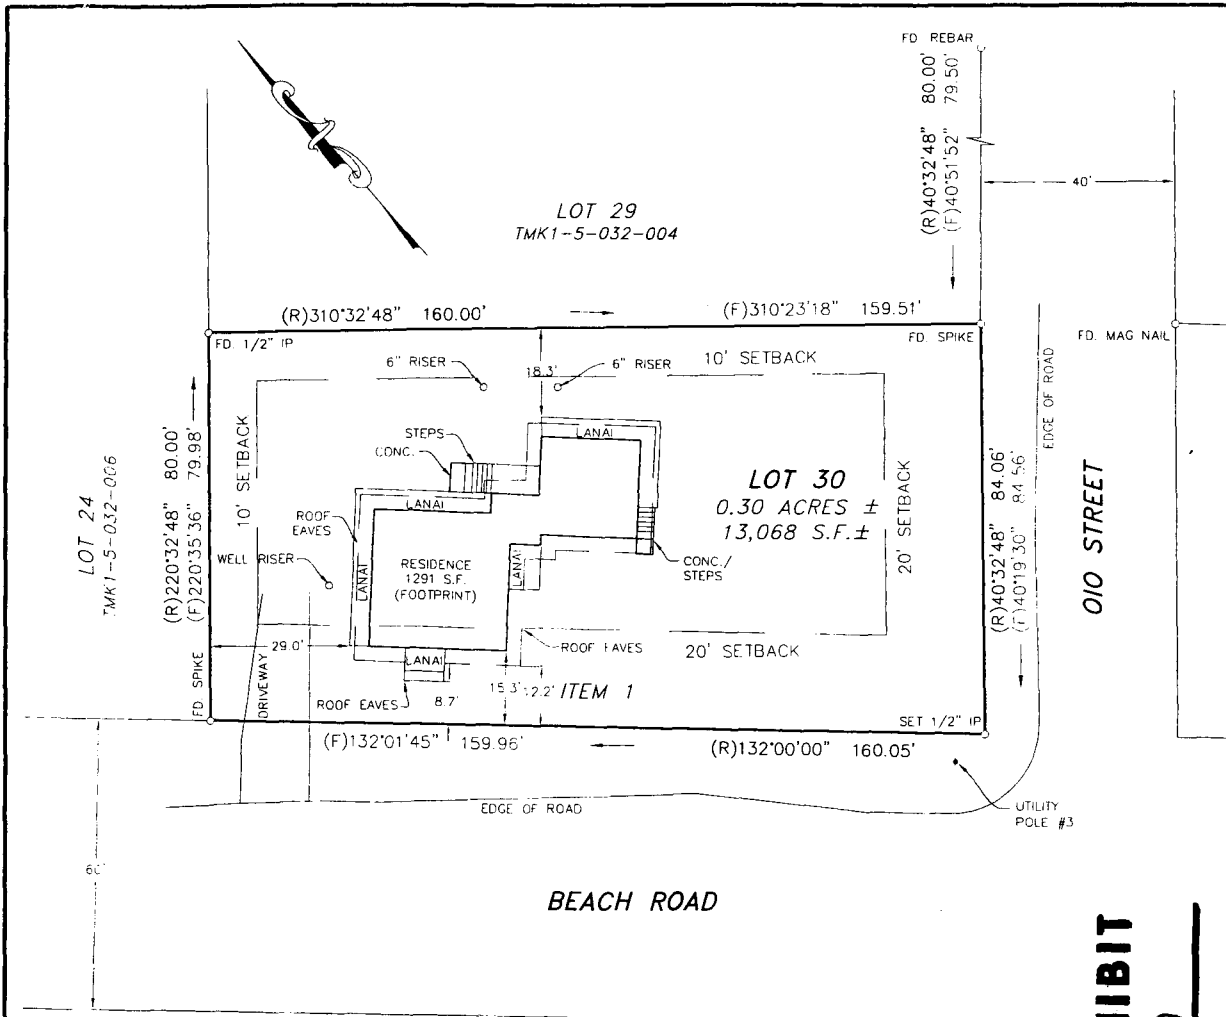 FD REBAR
(R)40°32'48" 80.00'
(F)40°51'52" 79.50'
40'
LOT 29
TMK1-5-032-004
(R)310°32'48" 160.00'
(F)310°23'18" 159.51'
FD. 1/2" IP
FD. SPIKE
FD. MAG NAIL
6" RISER
18.3'
6" RISER
10' SETBACK
EDGE OF ROAD
STEPS
CONC.
LANAI
10' SETBACK
LOT 24
TMK1-5-032-006
(R)220°32'48" 80.00'
(F)220°35'36" 79.98'
LOT 30
0.30 ACRES ±
13,068 S.F.±
20' SETBACK
(R)40°32'48" 84.06'
(F)40°19'30" 84.56'
OIO STREET
ROOF
EAVES
LANAI
WELL RISER
LANAI
RESIDENCE
1291 S.F.
(FOOTPRINT)
LANAI
CONC./
STEPS
29.0'
ROOF EAVES
20' SETBACK
FD. SPIKE
DRIVEWAY
LANAI
ROOF EAVES
8.7'
15.3'
12.2'
ITEM 1
SET 1/2" IP
(F)132°01'45" 159.96'
(R)132°00'00" 160.05'
EDGE OF ROAD
UTILITY
POLE #3
60'
BEACH ROAD